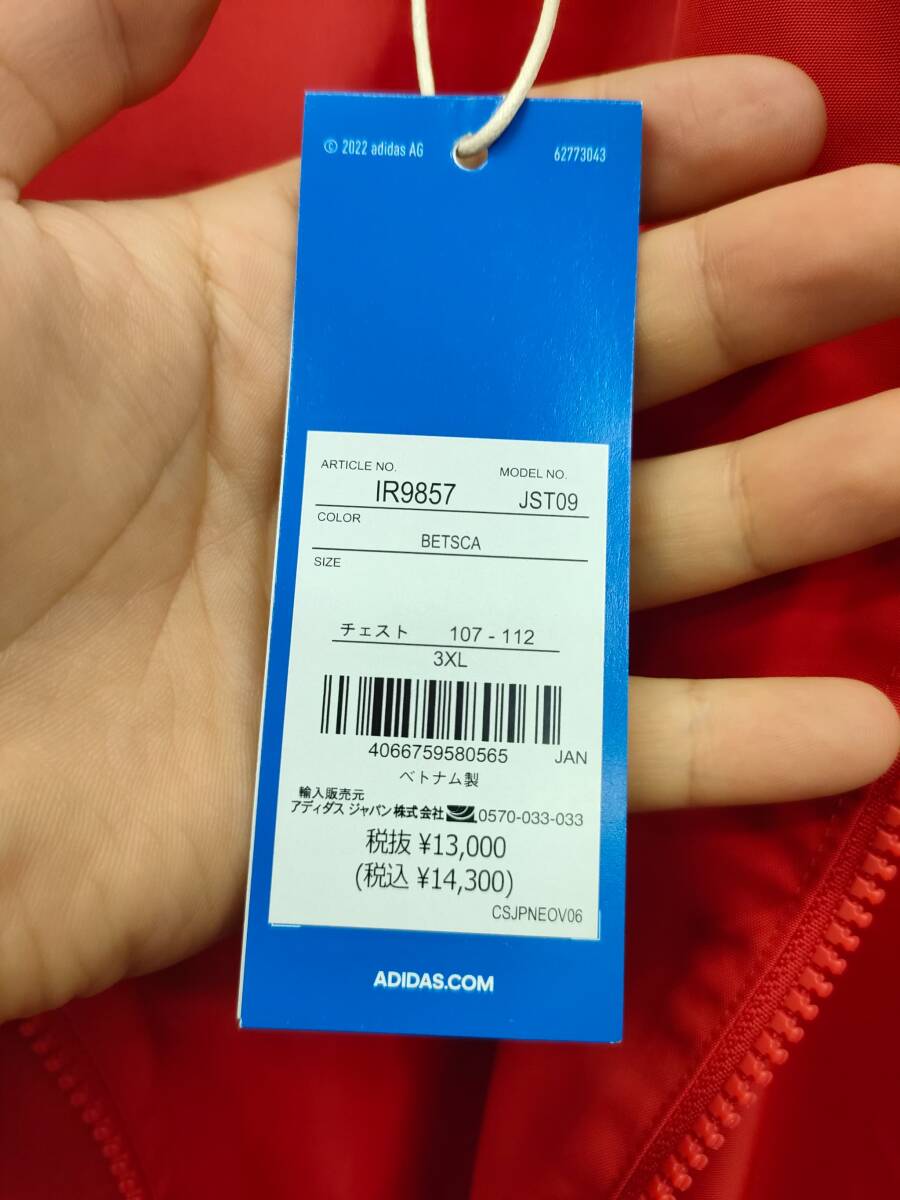 © 2022 adidas AG 62773043
ARTICLE NO. MODEL NO.
IR9857 JST09
COLOR
BETSCA
SIZE
チェスト 107 - 112
3XL
4066759580565 JAN
ベトナム製
輸入販売元
アディダス ジャパン株式会社 0570-033-033
税抜 ¥13,000
(税込 ¥14,300)
CSJPNEOV06
ADIDAS.COM